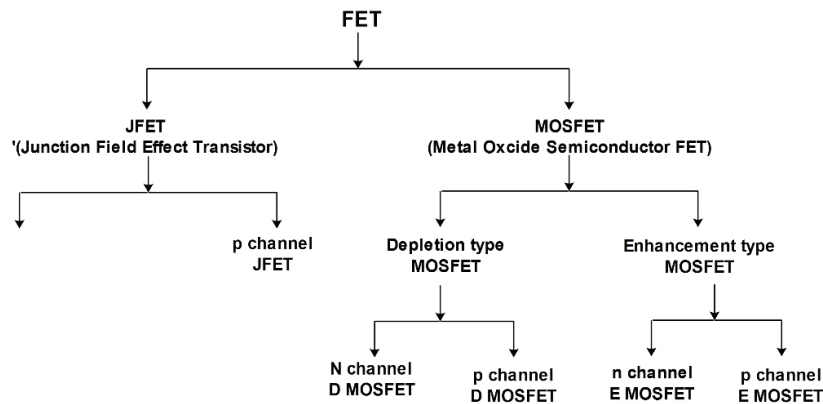 FET
JFET
'(Junction Field Effect Transistor)
MOSFET
(Metal Oxcide Semiconductor FET)
p channel
JFET
Depletion type
MOSFET
Enhancement type
MOSFET
N channel
D MOSFET
p channel
D MOSFET
n channel
E MOSFET
p channel
E MOSFET